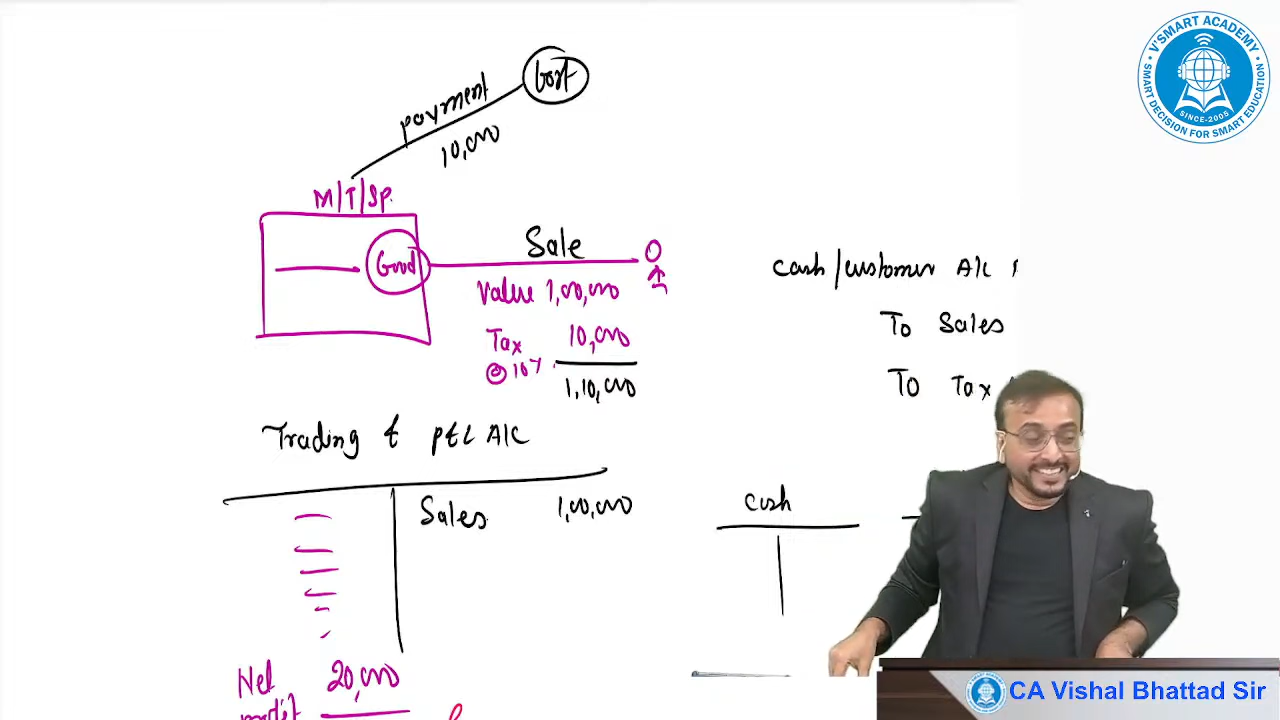 Govt
payment
10,000
M/T/SP.
Good
Sale
Value 1,00,000
Tax 10,000
@ 10%
1,10,000
Trading & P&L A/c
Sales 1,00,000
Net 20,000
profit
cash/customer A/c
To Sales
To Tax
cash
V'SMART ACADEMY
SINCE-2005
SMART DECISION FOR SMART EDUCATION
CA Vishal Bhattad Sir